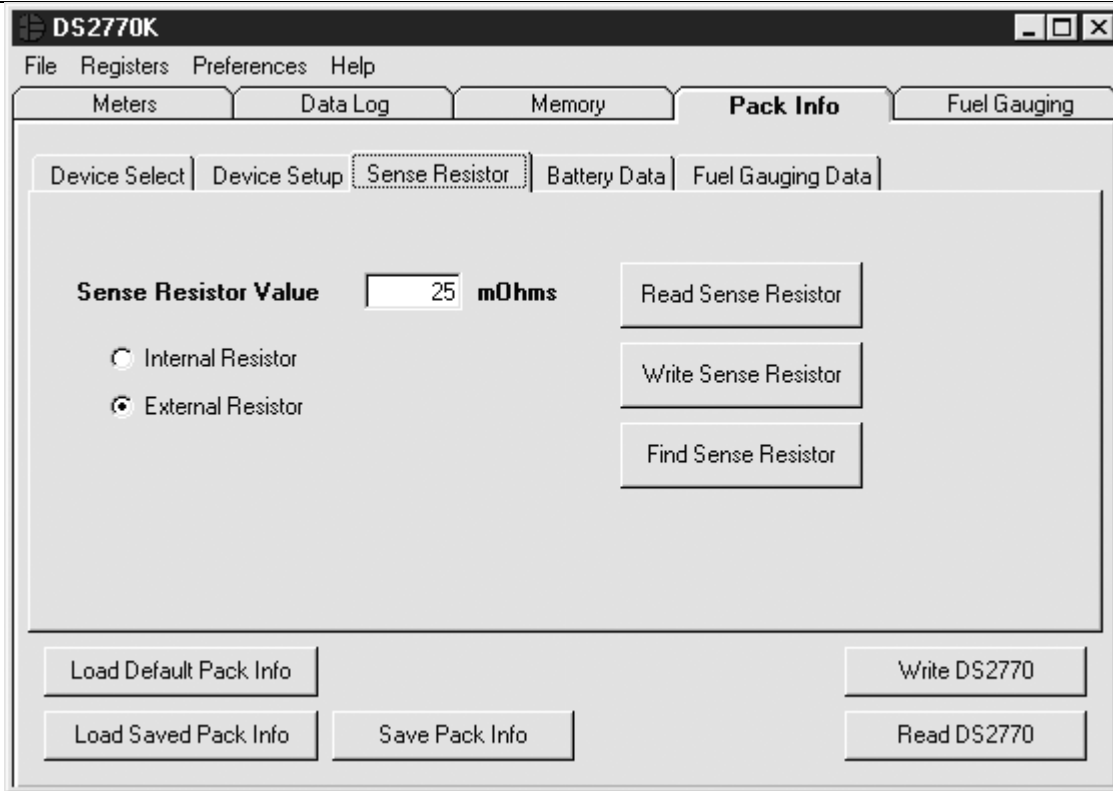 DS2770K
File Registers Preferences Help
Meters Data Log Memory Pack Info Fuel Gauging
Device Select Device Setup Sense Resistor Battery Data Fuel Gauging Data
Sense Resistor Value 25 mOhms Read Sense Resistor
Internal Resistor
Write Sense Resistor
External Resistor
Find Sense Resistor
Load Default Pack Info Write DS2770
Load Saved Pack Info Save Pack Info Read DS2770